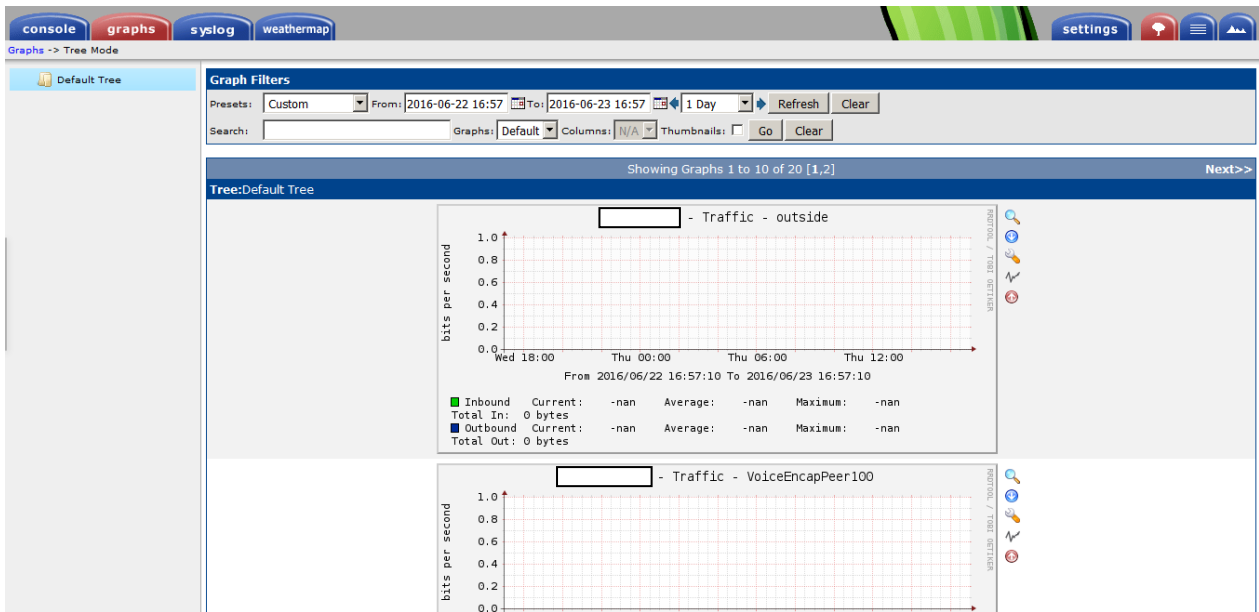 console graphs syslog weathermap settings
Graphs -> Tree Mode
Default Tree
Graph Filters
Presets: Custom From: 2016-06-22 16:57 To: 2016-06-23 16:57 1 Day Refresh Clear
Search: Graphs: Default Columns: N/A Thumbnails: Go Clear
Showing Graphs 1 to 10 of 20 [1,2] Next>>
Tree:Default Tree
- Traffic - outside
RRDTOOL / TOBI OETIKER
bits per second
1.0
0.8
0.6
0.4
0.2
0.0
Wed 18:00 Thu 00:00 Thu 06:00 Thu 12:00
From 2016/06/22 16:57:10 To 2016/06/23 16:57:10
Inbound Current: -nan Average: -nan Maximum: -nan
Total In: 0 bytes
Outbound Current: -nan Average: -nan Maximum: -nan
Total Out: 0 bytes
- Traffic - VoiceEncapPeer100
RRDTOOL / TOBI OETIKER
bits per second
1.0
0.8
0.6
0.4
0.2
0.0